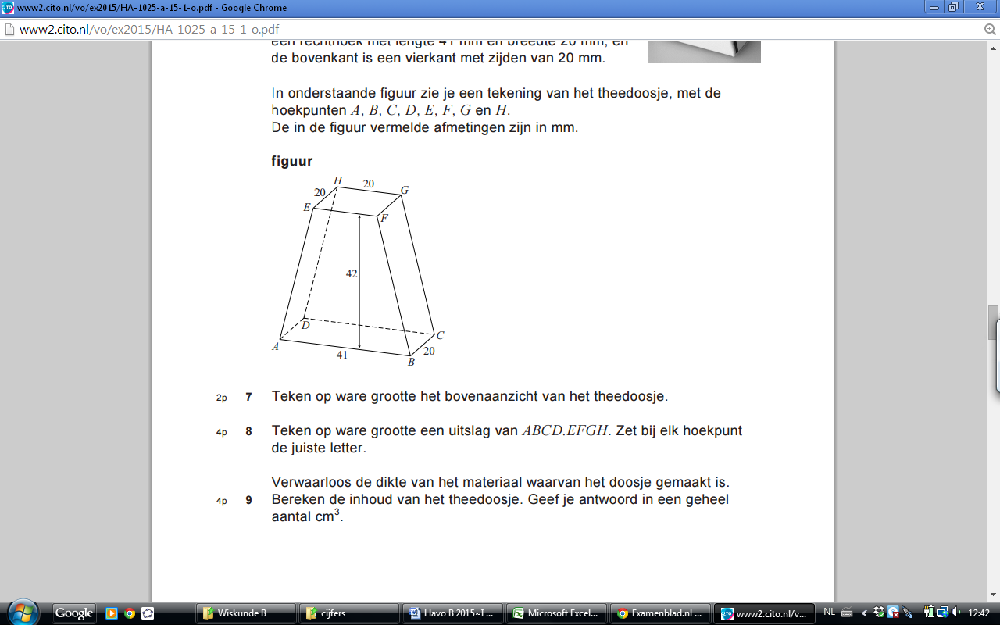 www2.cito.nl/vo/ex2015/HA-1025-a-15-1-o.pdf - Google Chrome
www2.cito.nl/vo/ex2015/HA-1025-a-15-1-o.pdf
een rechthoek met lengte 41 mm en breedte 20 mm, en
de bovenkant is een vierkant met zijden van 20 mm.
In onderstaande figuur zie je een tekening van het theedoosje, met de
hoekpunten A, B, C, D, E, F, G en H.
De in de figuur vermelde afmetingen zijn in mm.
figuur
H
20
20
G
E
F
42
D
C
A
41
20
B
2p 7 Teken op ware grootte het bovenaanzicht van het theedoosje.
4p 8 Teken op ware grootte een uitslag van ABCD.EFGH. Zet bij elk hoekpunt
de juiste letter.
Verwaarloos de dikte van het materiaal waarvan het doosje gemaakt is.
4p 9 Bereken de inhoud van het theedoosje. Geef je antwoord in een geheel
aantal cm³.
Google Wiskunde B cijfers Havo B 2015~I ... Microsoft Excel... Examenblad.nl ... www2.cito.nl/v... NL 12:42